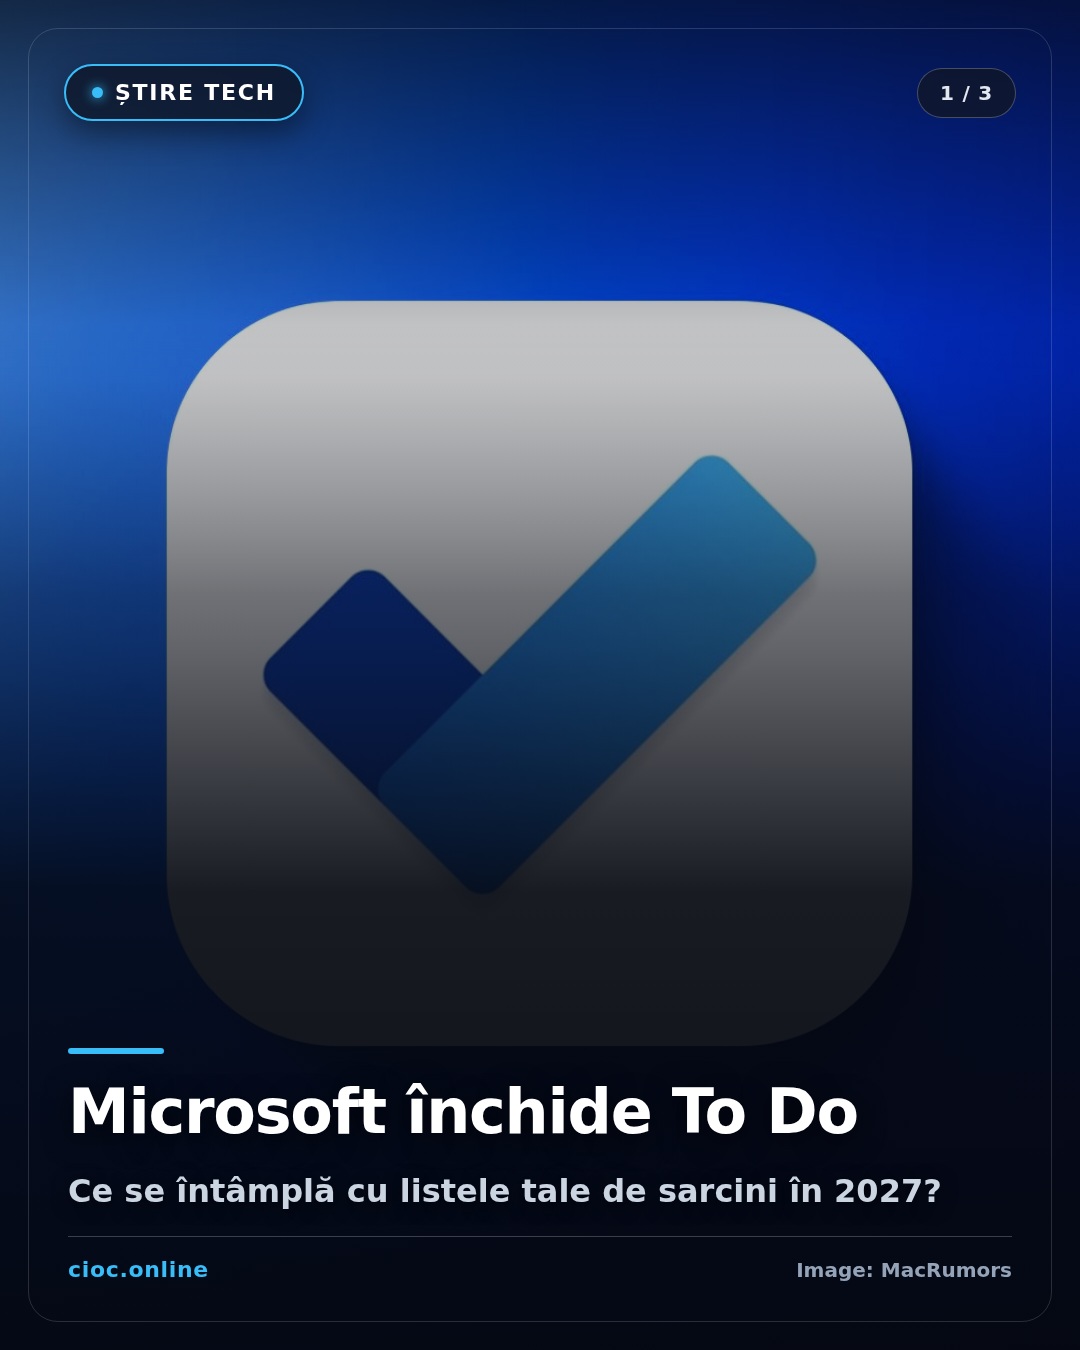 ȘTIRE TECH
1 / 3
Microsoft închide To Do
Ce se întâmplă cu listele tale de sarcini în 2027?
cioc.online
Image: MacRumors